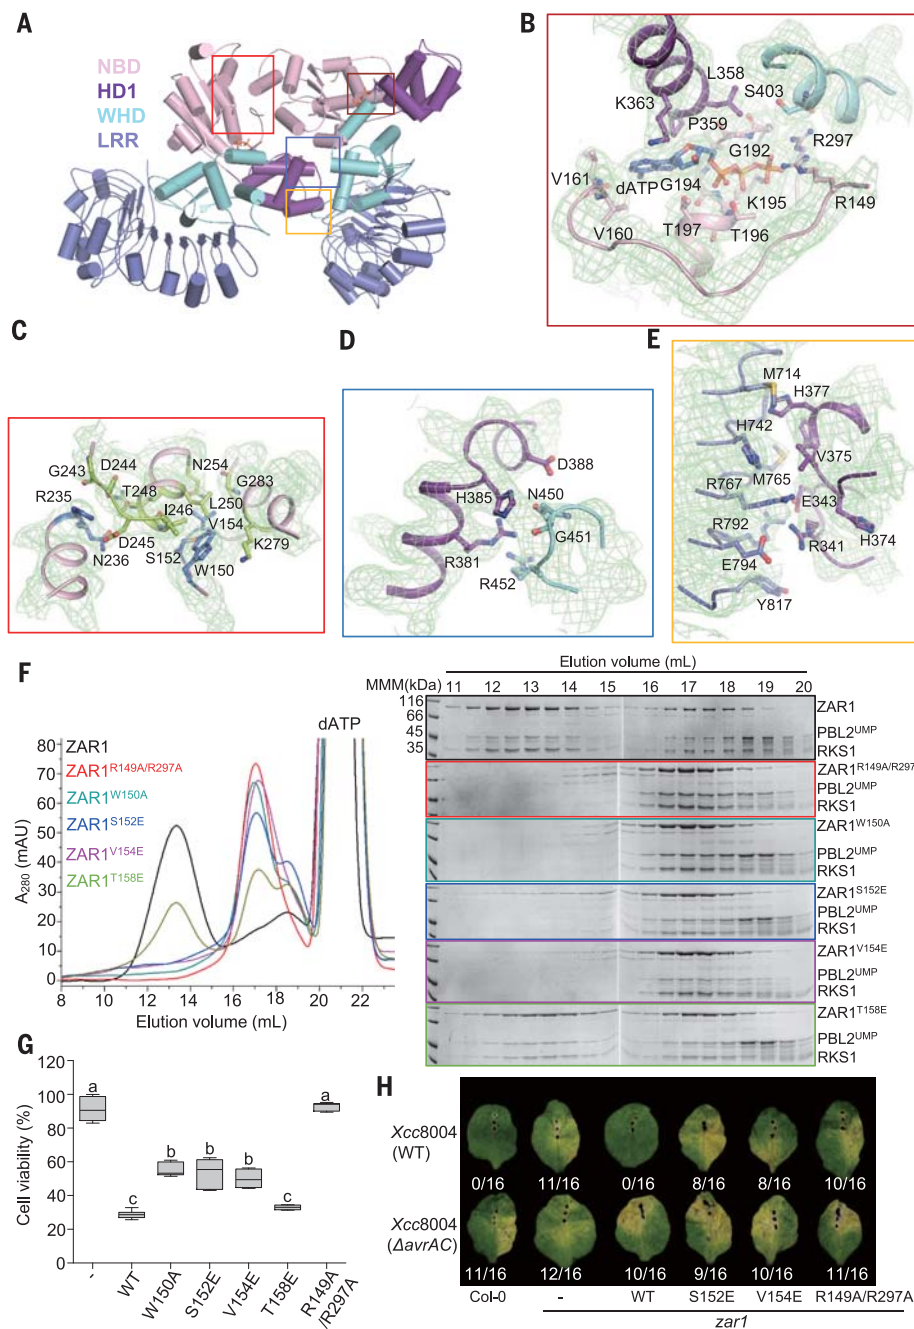 A
NBD
HD1
WHD
LRR
B
L358
S403
K363
P359
R297
G192
V161
dATP
G194
K195
R149
V160
T197
T196
C
G243
D244
N254
G283
R235
T248
L250
I246
V154
N236
D245
S152
K279
W150
D
D388
H385
N450
G451
R381
R452
E
M714
H377
H742
V375
R767
M765
E343
R792
H374
E794
R341
Y817
F
dATP
ZAR1
ZAR1R149A/R297A
ZAR1W150A
ZAR1S152E
ZAR1V154E
ZAR1T158E
A280 (mAU)
80
70
60
50
40
30
20
10
0
8 10 12 14 16 18 20 22
Elution volume (mL)
Elution volume (mL)
MMM(kDa) 11 12 13 14 15 16 17 18 19 20
116
66
45
35
ZAR1
PBL2UMP
RKS1
ZAR1R149A/R297
PBL2UMP
RKS1
ZAR1W150A
PBL2UMP
RKS1
ZAR1S152E
PBL2UMP
RKS1
ZAR1V154E
PBL2UMP
RKS1
ZAR1T158E
PBL2UMP
RKS1
G
Cell viability (%)
120
100
80
60
40
20
0
a
c
b
b
b
c
a
-
WT
W150A
S152E
V154E
T158E
R149A
/R297A
H
Xcc8004
(WT)
0/16 11/16 0/16 8/16 8/16 10/16
Xcc8004
(ΔavrAC)
11/16 12/16 10/16 9/16 10/16 11/16
Col-0 - WT S152E V154E R149A/R297A
zar1